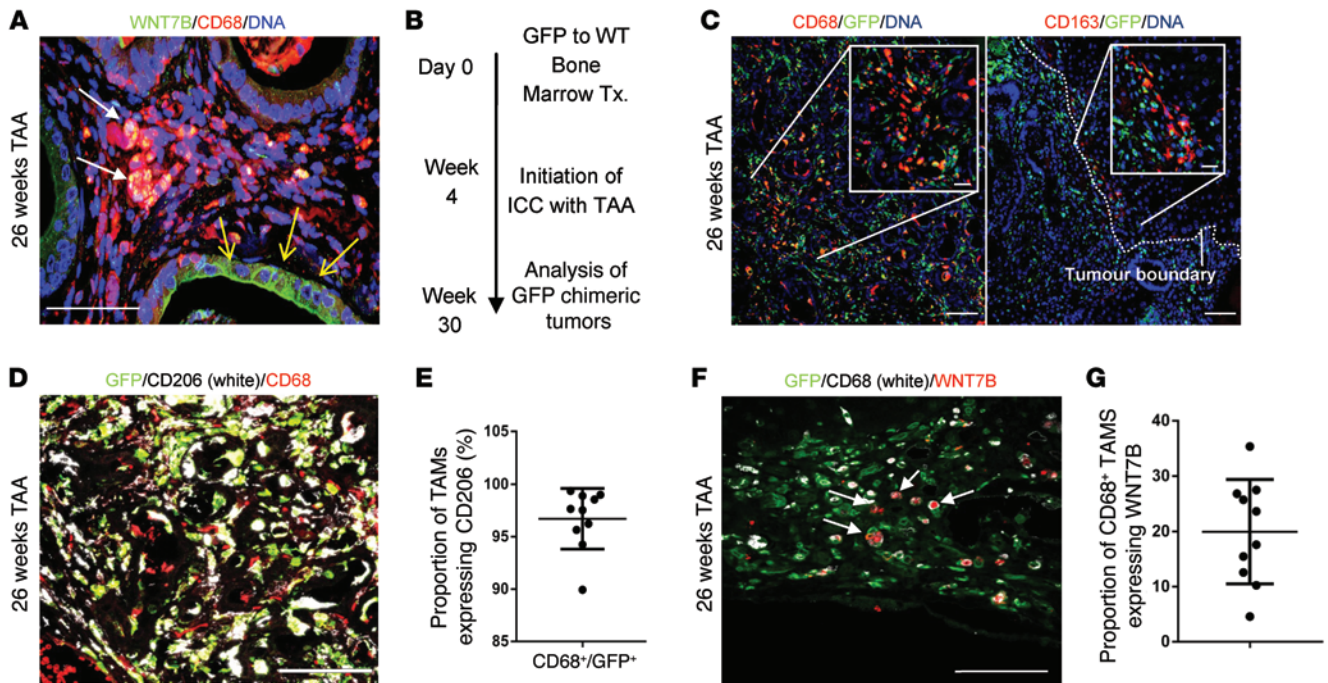 A
WNT7B/CD68/DNA
26 weeks TAA
B
Day 0
GFP to WT
Bone
Marrow Tx.
Week
4
Initiation of
ICC with TAA
Week
30
Analysis of
GFP chimeric
tumors
C
26 weeks TAA
CD68/GFP/DNA
CD163/GFP/DNA
Tumour boundary
D
GFP/CD206 (white)/CD68
26 weeks TAA
E
Proportion of TAMs
expressing CD206 (%)
105
100
95
90
85
CD68⁺/GFP⁺
F
GFP/CD68 (white)/WNT7B
26 weeks TAA
G
Proportion of CD68⁺ TAMS
expressing WNT7B
40
30
20
10
0